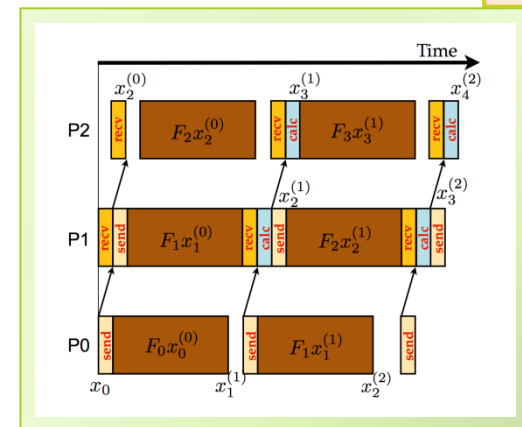 Time
x_2^{(0)} x_3^{(1)} x_4^{(2)}
P2 recv F_2x_2^{(0)} recv calc F_3x_3^{(1)} recv calc
x_2^{(1)} x_3^{(2)}
P1 recv send F_1x_1^{(0)} recv calc send F_2x_2^{(1)} recv calc send
P0 send F_0x_0^{(0)} send F_1x_1^{(1)} send
x_0 x_1^{(1)} x_2^{(2)}